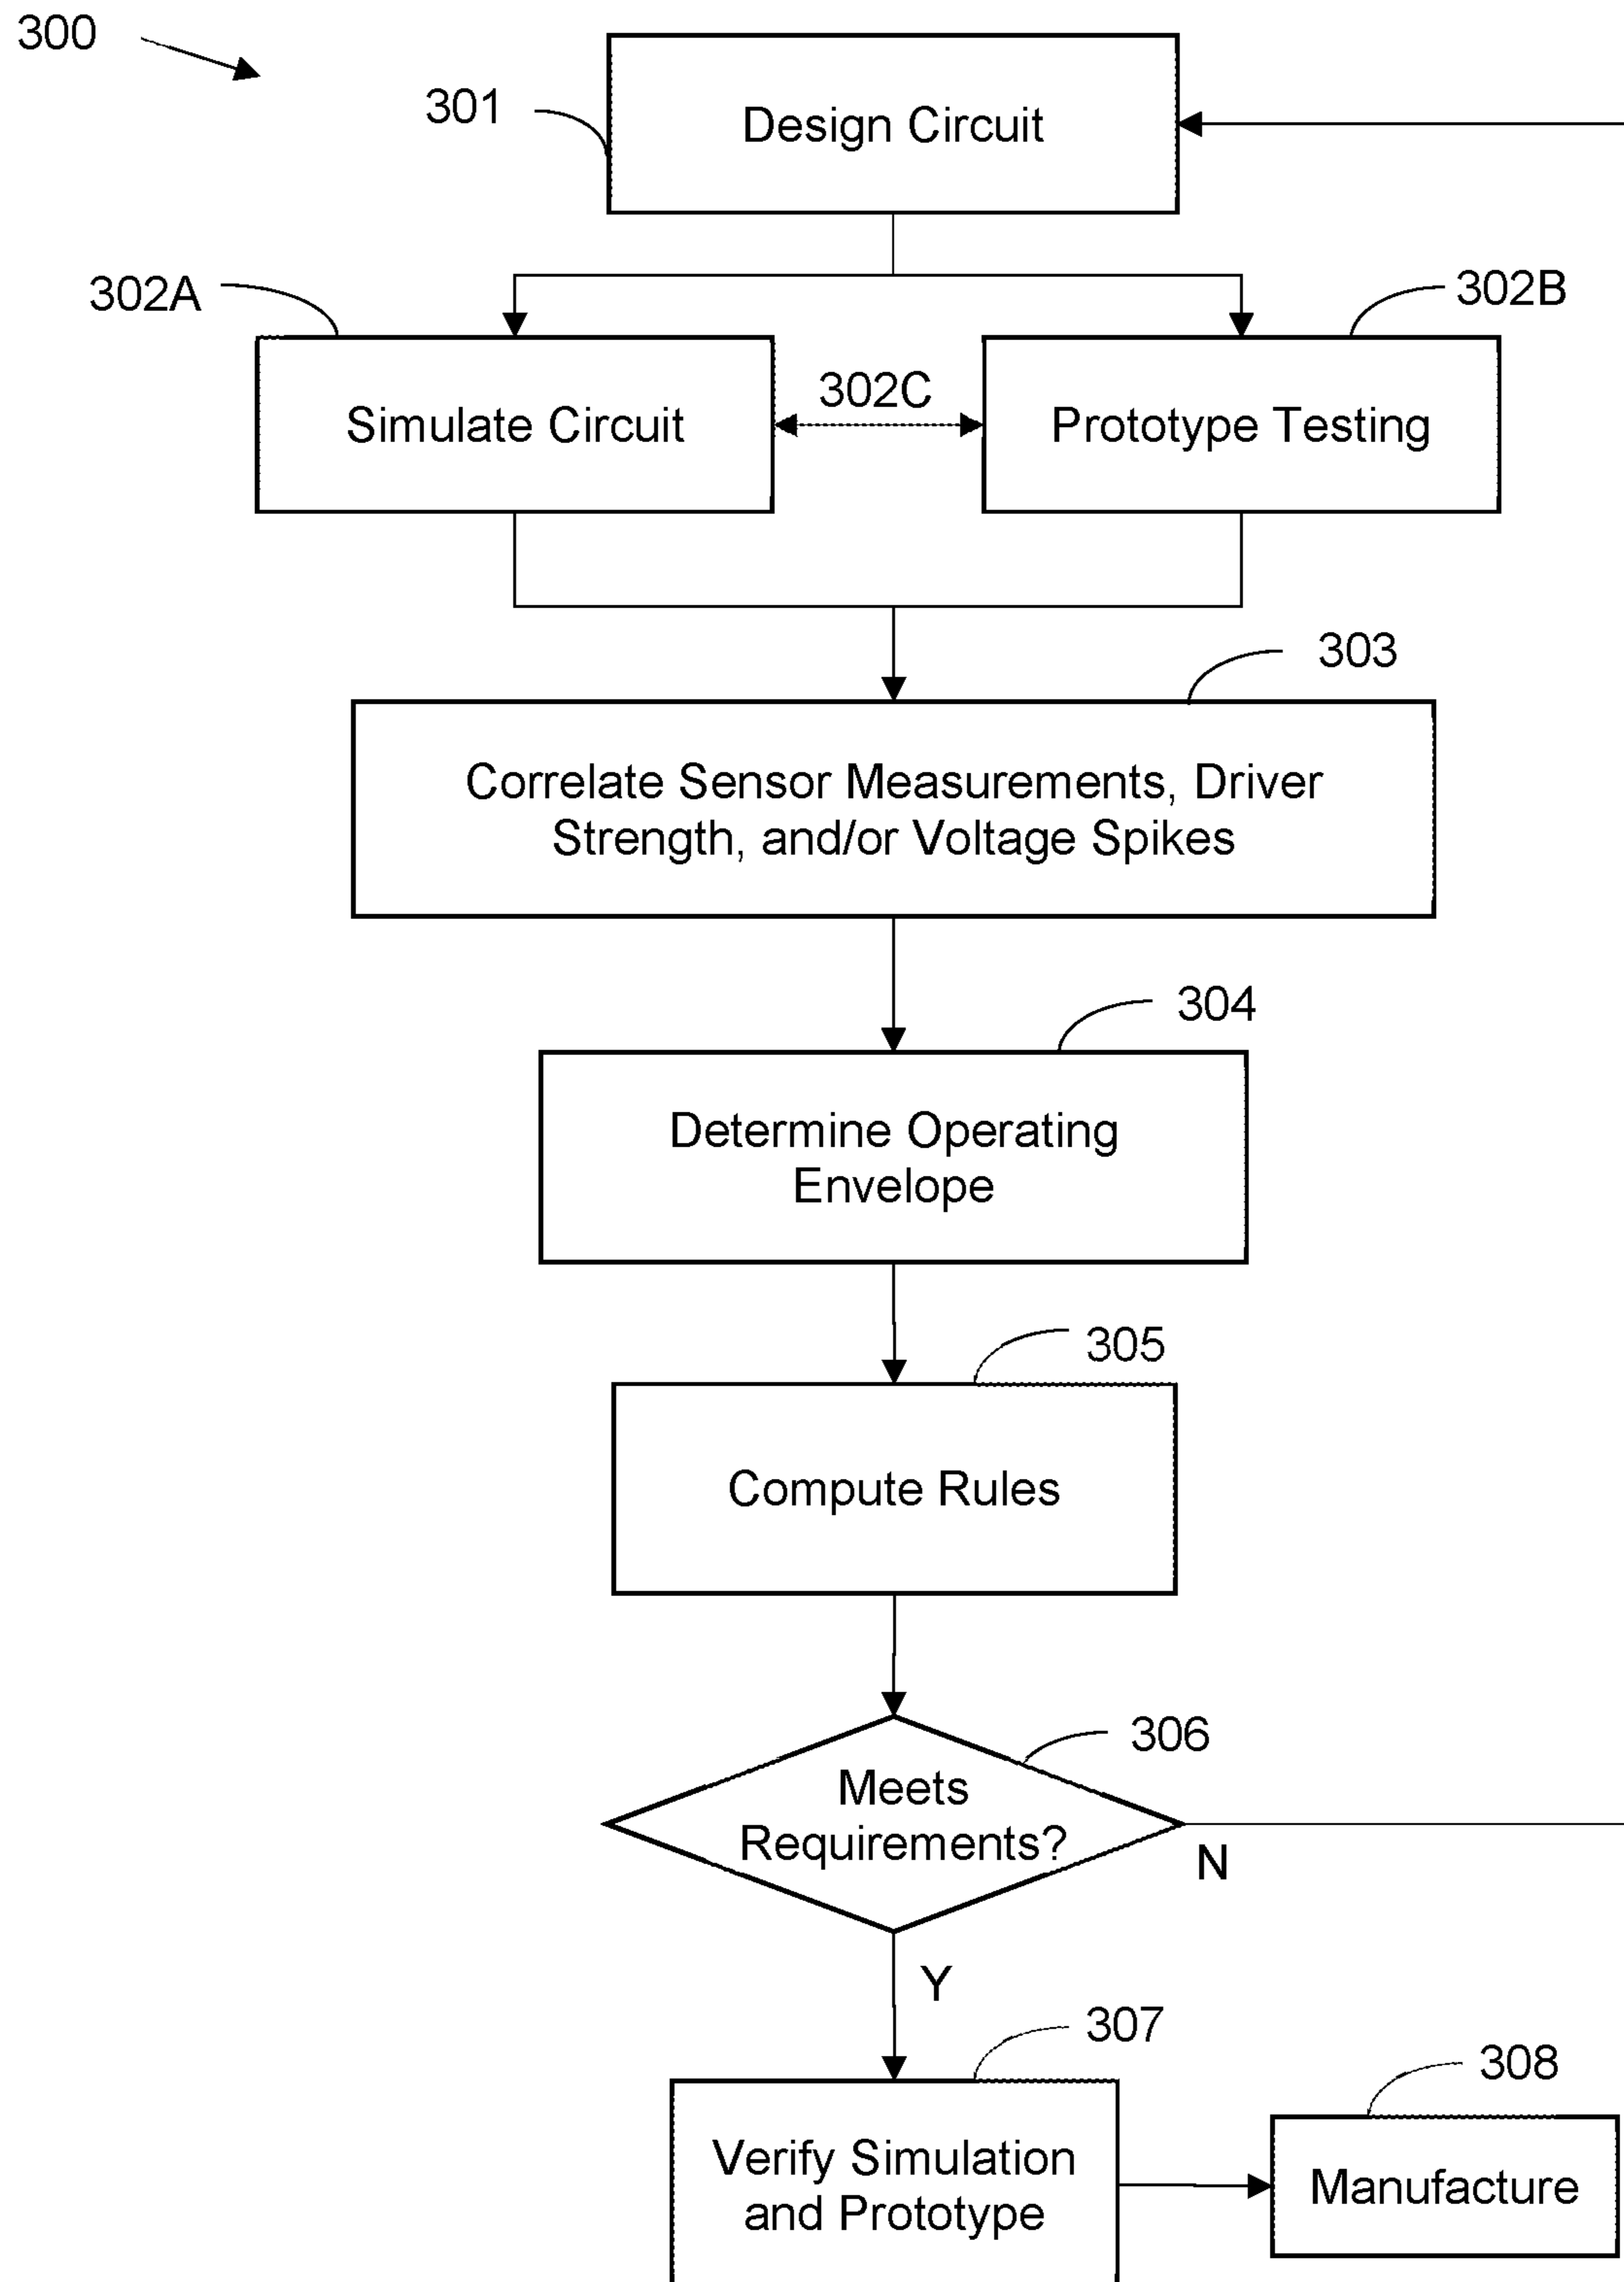 300
301
Design Circuit
302A
302B
302C
Simulate Circuit
Prototype Testing
303
Correlate Sensor Measurements, Driver
Strength, and/or Voltage Spikes
304
Determine Operating
Envelope
305
Compute Rules
306
Meets
Requirements?
N
Y
307
308
Verify Simulation
and Prototype
Manufacture